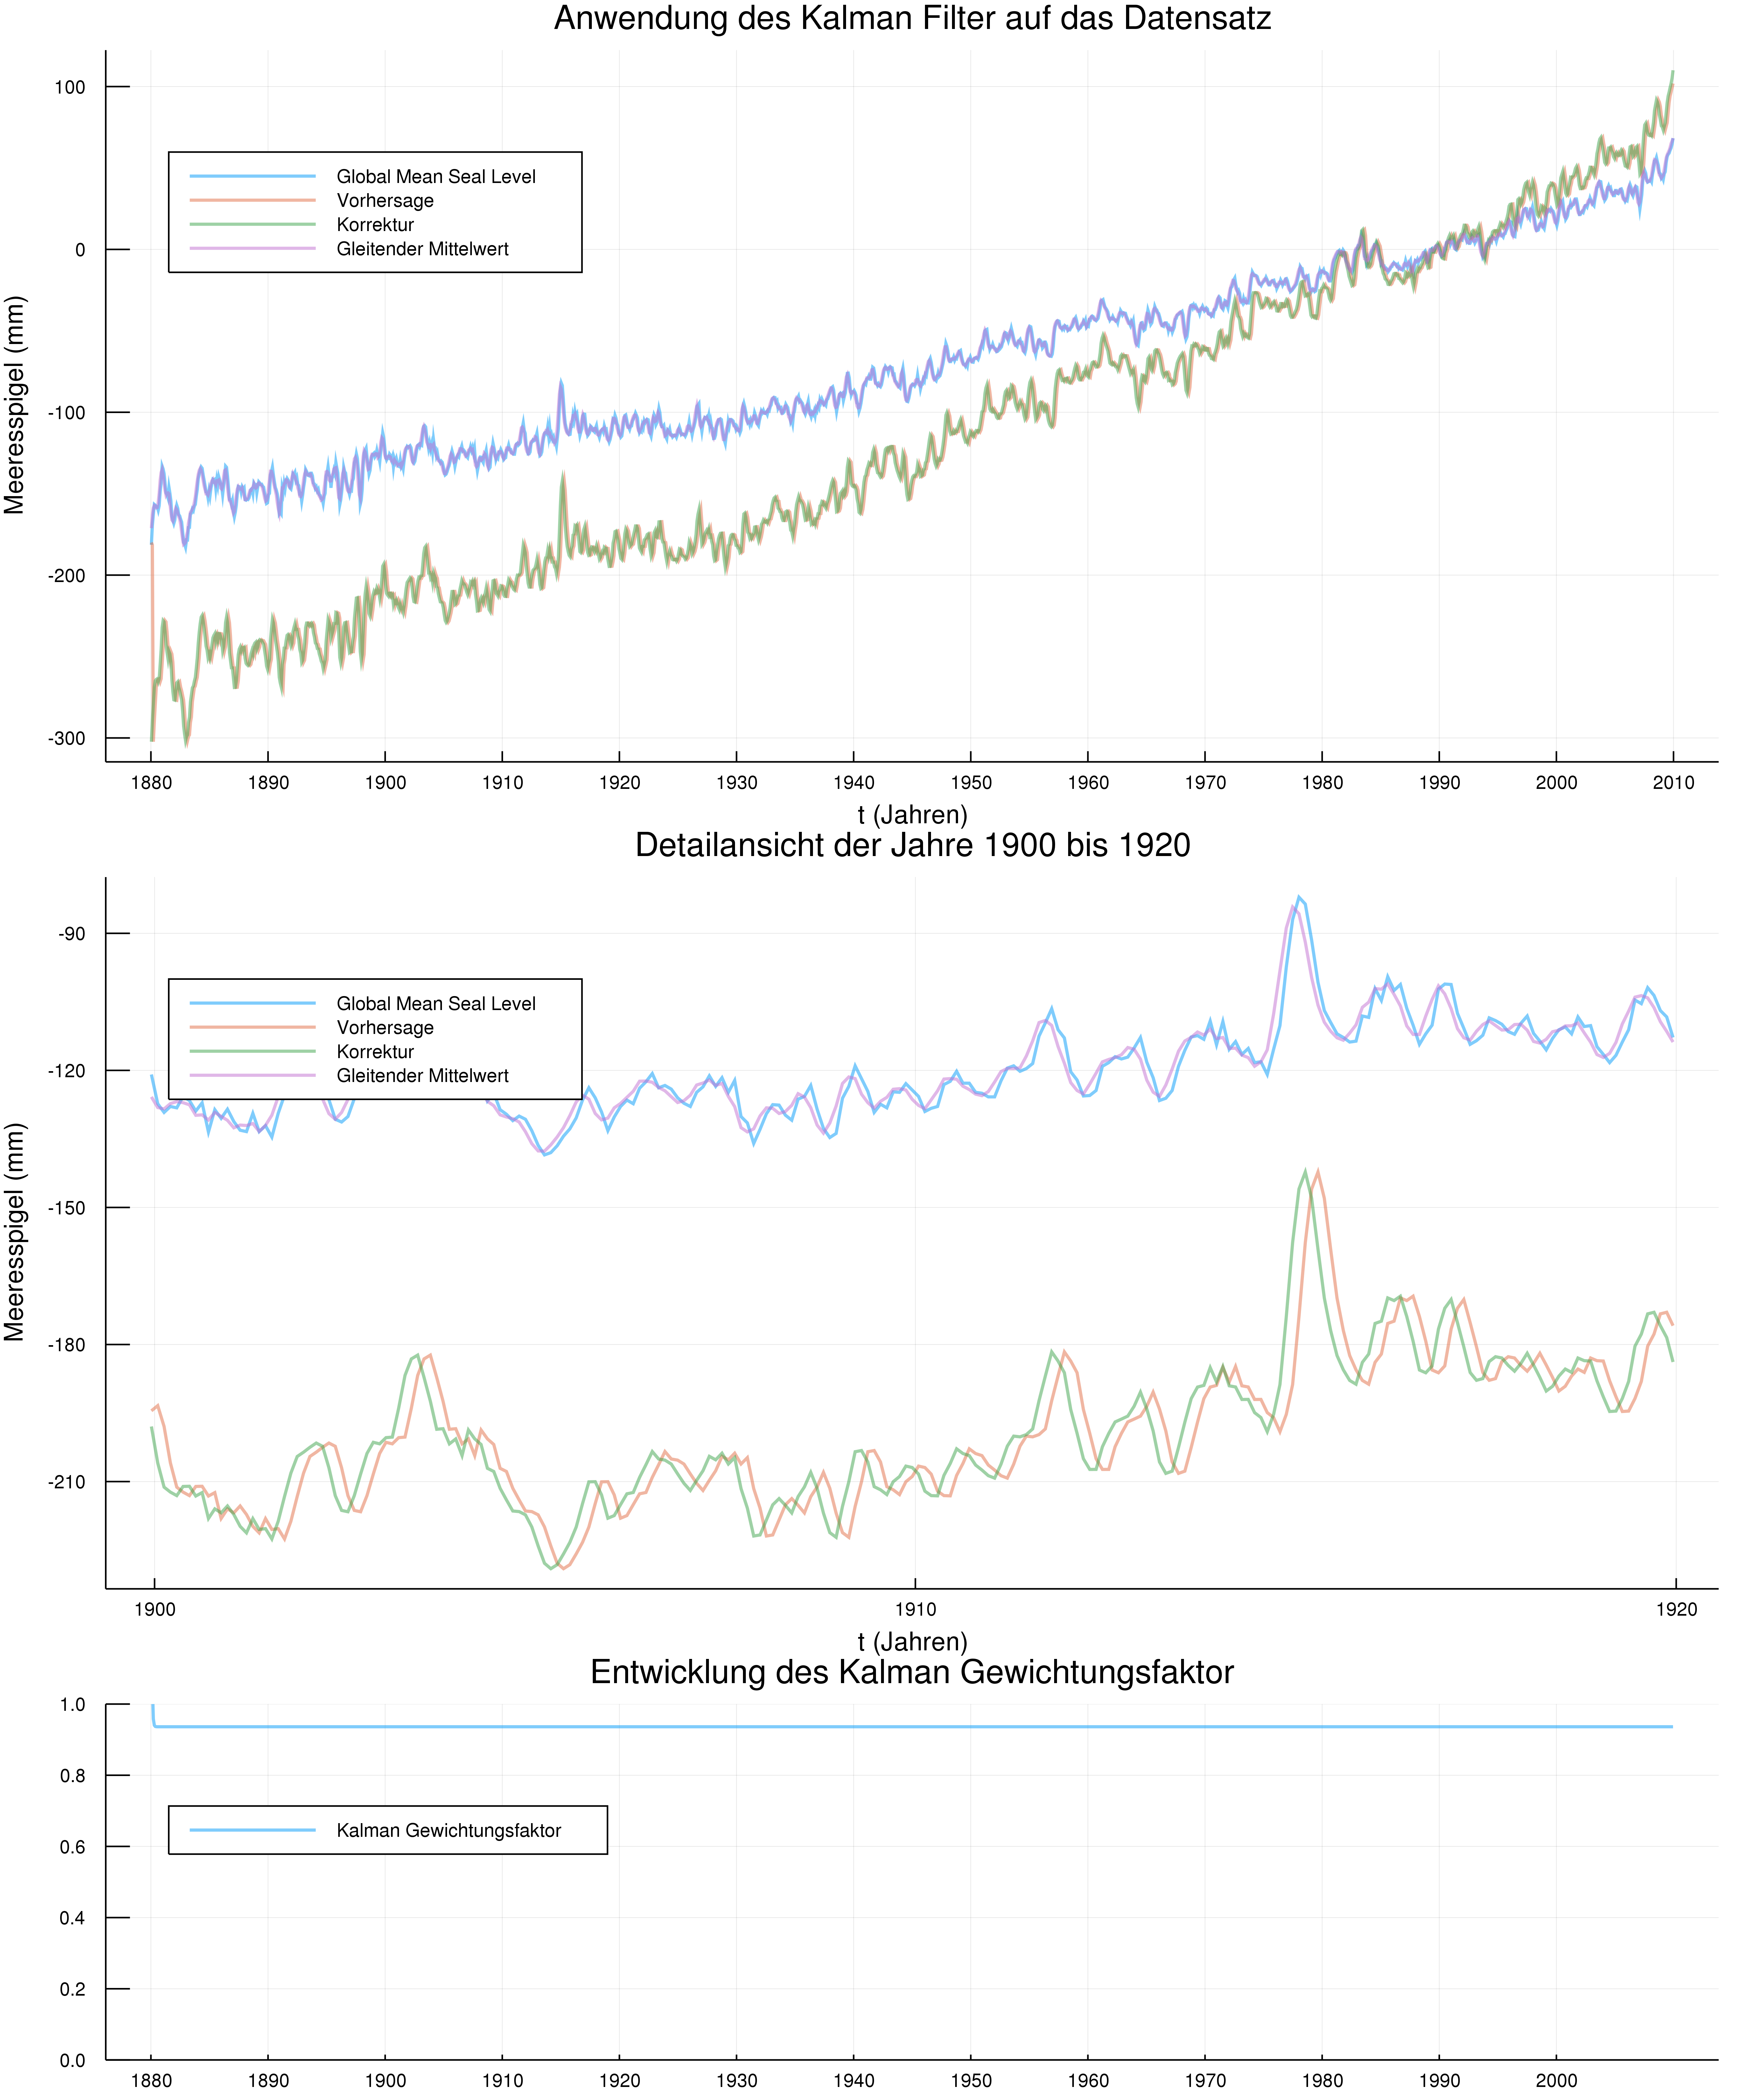 Anwendung des Kalman Filter auf das Datensatz
100
0
-100
-200
-300
Meeresspigel (mm)
Global Mean Seal Level
Vorhersage
Korrektur
Gleitender Mittelwert
1880 1890 1900 1910 1920 1930 1940 1950 1960 1970 1980 1990 2000 2010
t (Jahren)
Detailansicht der Jahre 1900 bis 1920
-90
-120
-150
-180
-210
Meeresspigel (mm)
Global Mean Seal Level
Vorhersage
Korrektur
Gleitender Mittelwert
1900 1910 1920
t (Jahren)
Entwicklung des Kalman Gewichtungsfaktor
1.0
0.8
0.6
0.4
0.2
0.0
Kalman Gewichtungsfaktor
1880 1890 1900 1910 1920 1930 1940 1950 1960 1970 1980 1990 2000